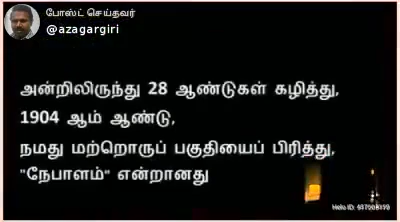 போஸ்ட் செய்தவர்
@azagargiri
அன்றிலிருந்து 28 ஆண்டுகள் கழித்து,
1904 ஆம் ஆண்டு,
நமது மற்றொருப் பகுதியைப் பிரித்து,
"நேபாளம்" என்றானது